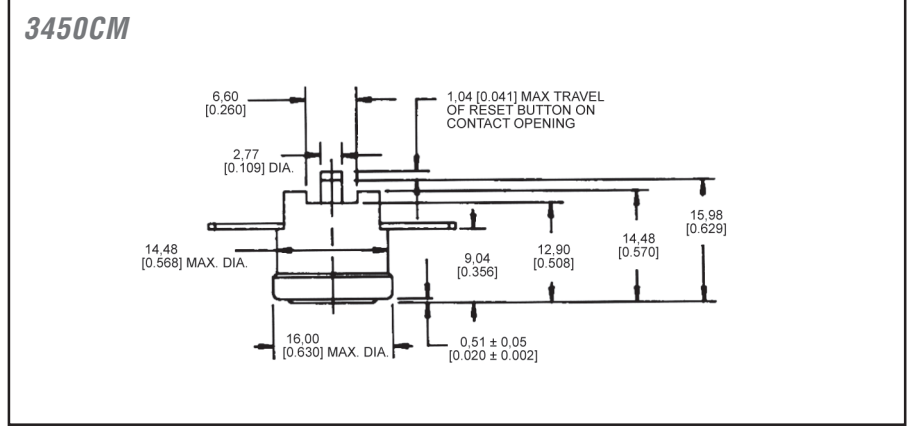 3450CM
6,60
[0.260]
1,04 [0.041] MAX TRAVEL
OF RESET BUTTON ON
CONTACT OPENING
2,77
[0.109] DIA.
14,48
[0.568] MAX. DIA.
9,04
[0.356]
12,90
[0.508]
14,48
[0.570]
15,98
[0.629]
16,00
[0.630] MAX. DIA.
0,51 ± 0,05
[0.020 ± 0.002]